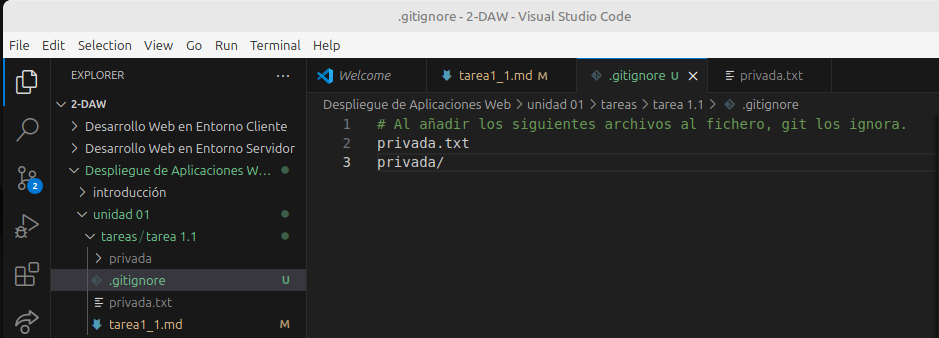 .gitignore - 2-DAW - Visual Studio Code
File Edit Selection View Go Run Terminal Help
EXPLORER ···
Welcome
tarea1_1.md M
.gitignore U
privada.txt
2-DAW
Desarrollo Web en Entorno Cliente
Desarrollo Web en Entorno Servidor
Despliegue de Aplicaciones W...
introducción
unidad 01
tareas / tarea 1.1
privada
.gitignore U
privada.txt
tarea1_1.md M
2
Despliegue de Aplicaciones Web > unidad 01 > tareas > tarea 1.1 > .gitignore
1 # Al añadir los siguientes archivos al fichero, git los ignora.
2 privada.txt
3 privada/